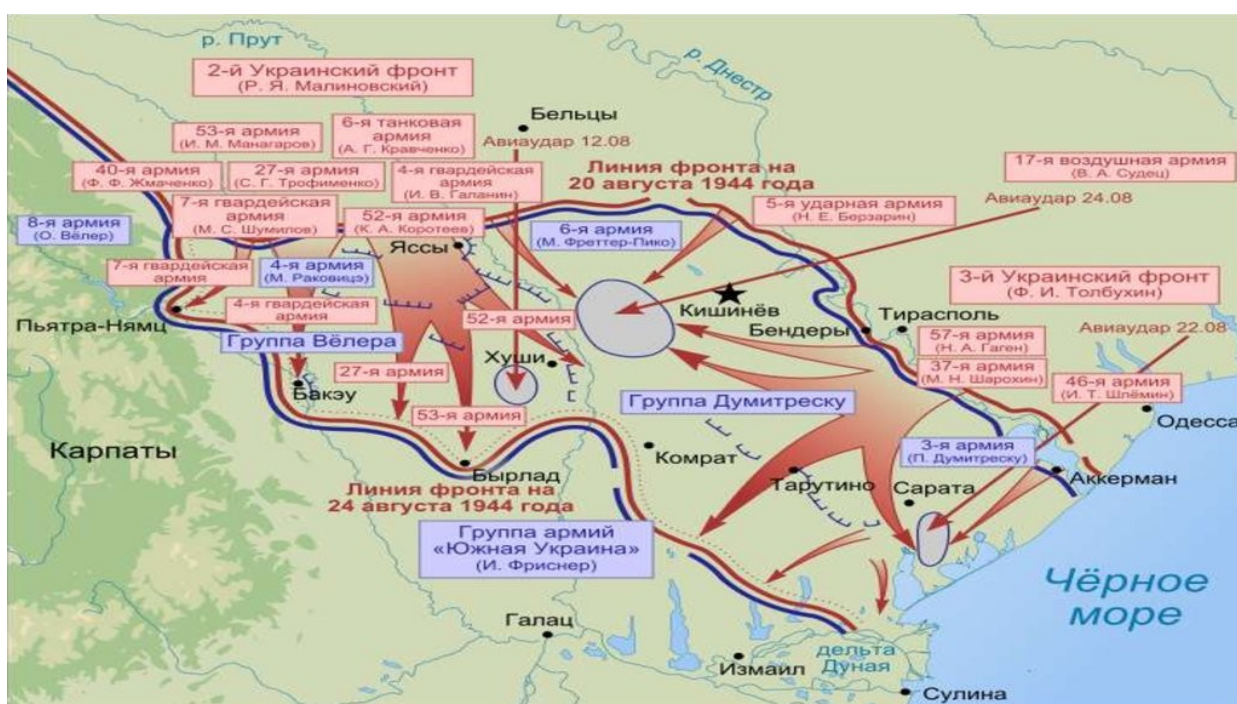 р. Прут
2-й Украинский фронт
(Р. Я. Малиновский)
р. Днестр
53-я армия
(И. М. Манагаров)
6-я танковая
армия
(А. Г. Кравченко)
Бельцы
Авиаудар 12.08
40-я армия
(Ф. Ф. Жмаченко)
27-я армия
(С. Г. Трофименко)
4-я гвардейская
армия
(И. В. Галанин)
Линия фронта на
20 августа 1944 года
17-я воздушная армия
(В. А. Судец)
Авиаудар 24.08
7-я гвардейская
армия
(М. С. Шумилов)
52-я армия
(К. А. Коротеев)
5-я ударная армия
(Н. Е. Берзарин)
8-я армия
(О. Вёлер)
6-я армия
(М. Фреттер-Пико)
Яссы
7-я гвардейская
армия
4-я армия
(М. Раковицэ)
3-й Украинский фронт
(Ф. И. Толбухин)
4-я гвардейская
армия
Пьятра-Нямц
52-я армия
Кишинёв
Бендеры
Тирасполь
57-я армия
(Н. А. Гаген)
Авиаудар 22.08
Группа Вёлера
Хуши
27-я армия
37-я армия
(М. Н. Шарохин)
46-я армия
(И. Т. Шлёмин)
Бакэу
53-я армия
Группа Думитреску
Одесса
Карпаты
Комрат
3-я армия
(П. Думитреску)
Бырлад
Тарутино
Сарата
Аккерман
Линия фронта на
24 августа 1944 года
Группа армий
«Южная Украина»
(И. Фриснер)
Чёрное
море
Галац
Измаил
дельта
Дуная
Сулина